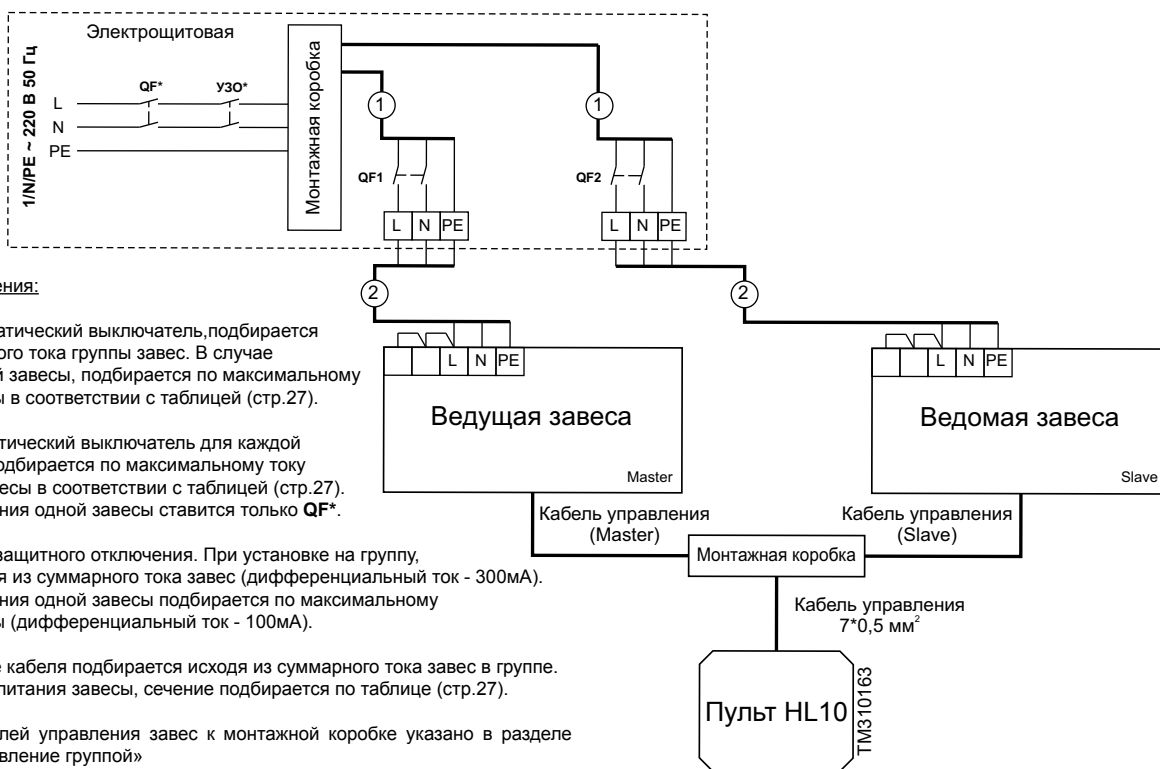 Электрощитовая
1/N/PE ~ 220 В 50 Гц
QF*
УЗО*
L
N
PE
Монтажная коробка
1
1
QF1
QF2
L N PE
L N PE
2
2
ения:
атический выключатель,подбирается
ого тока группы завес. В случае
й завесы, подбирается по максимальному
ы в соответствии с таблицей (стр.27).
тический выключатель для каждой
одбирается по максимальному току
есы в соответствии с таблицей (стр.27).
ния одной завесы ставится только QF*.
защитного отключения. При установке на группу,
я из суммарного тока завес (дифференциальный ток - 300мА).
ния одной завесы подбирается по максимальному
ы (дифференциальный ток - 100мА).
е кабеля подбирается исходя из суммарного тока завес в группе.
питания завесы, сечение подбирается по таблице (стр.27).
лей управления завес к монтажной коробке указано в разделе
вление группой»
L N PE
Ведущая завеса
Master
L N PE
Ведомая завеса
Slave
Кабель управления
(Master)
Кабель управления
(Slave)
Монтажная коробка
Кабель управления
7*0,5 мм²
Пульт HL10
TM310163